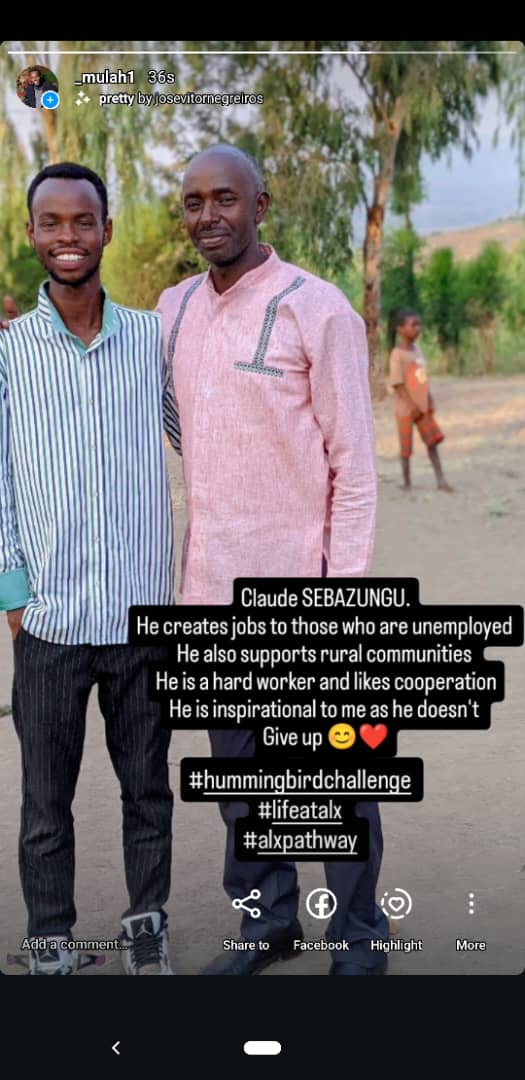 _mulah1 36s
pretty by josevitornegreiros
Claude SEBAZUNGU.
He creates jobs to those who are unemployed
He also supports rural communities
He is a hard worker and likes cooperation
He is inspirational to me as he doesn't
Give up 😊❤️
#hummingbirdchallenge
#lifeatalx
#alxpathway
Add a comment...
Share to
Facebook
Highlight
More